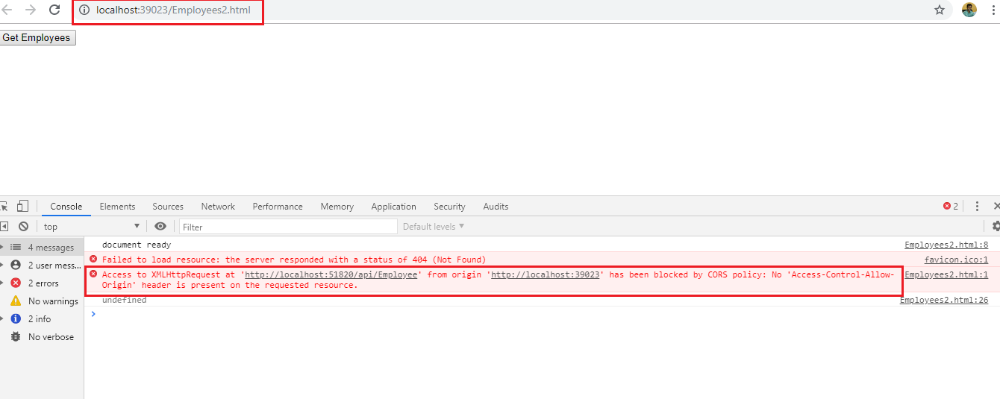 localhost:39023/Employees2.html
Get Employees
Console Elements Sources Network Performance Memory Application Security Audits 2
top Filter Default levels
4 messages
2 user mess...
2 errors
No warnings
2 info
No verbose
document ready Employees2.html:8
Failed to load resource: the server responded with a status of 404 (Not Found) favicon.ico:1
Access to XMLHttpRequest at 'http://localhost:51820/api/Employee' from origin 'http://localhost:39023' has been blocked by CORS policy: No 'Access-Control-Allow- Employees2.html:1
Origin' header is present on the requested resource.
undefined Employees2.html:26